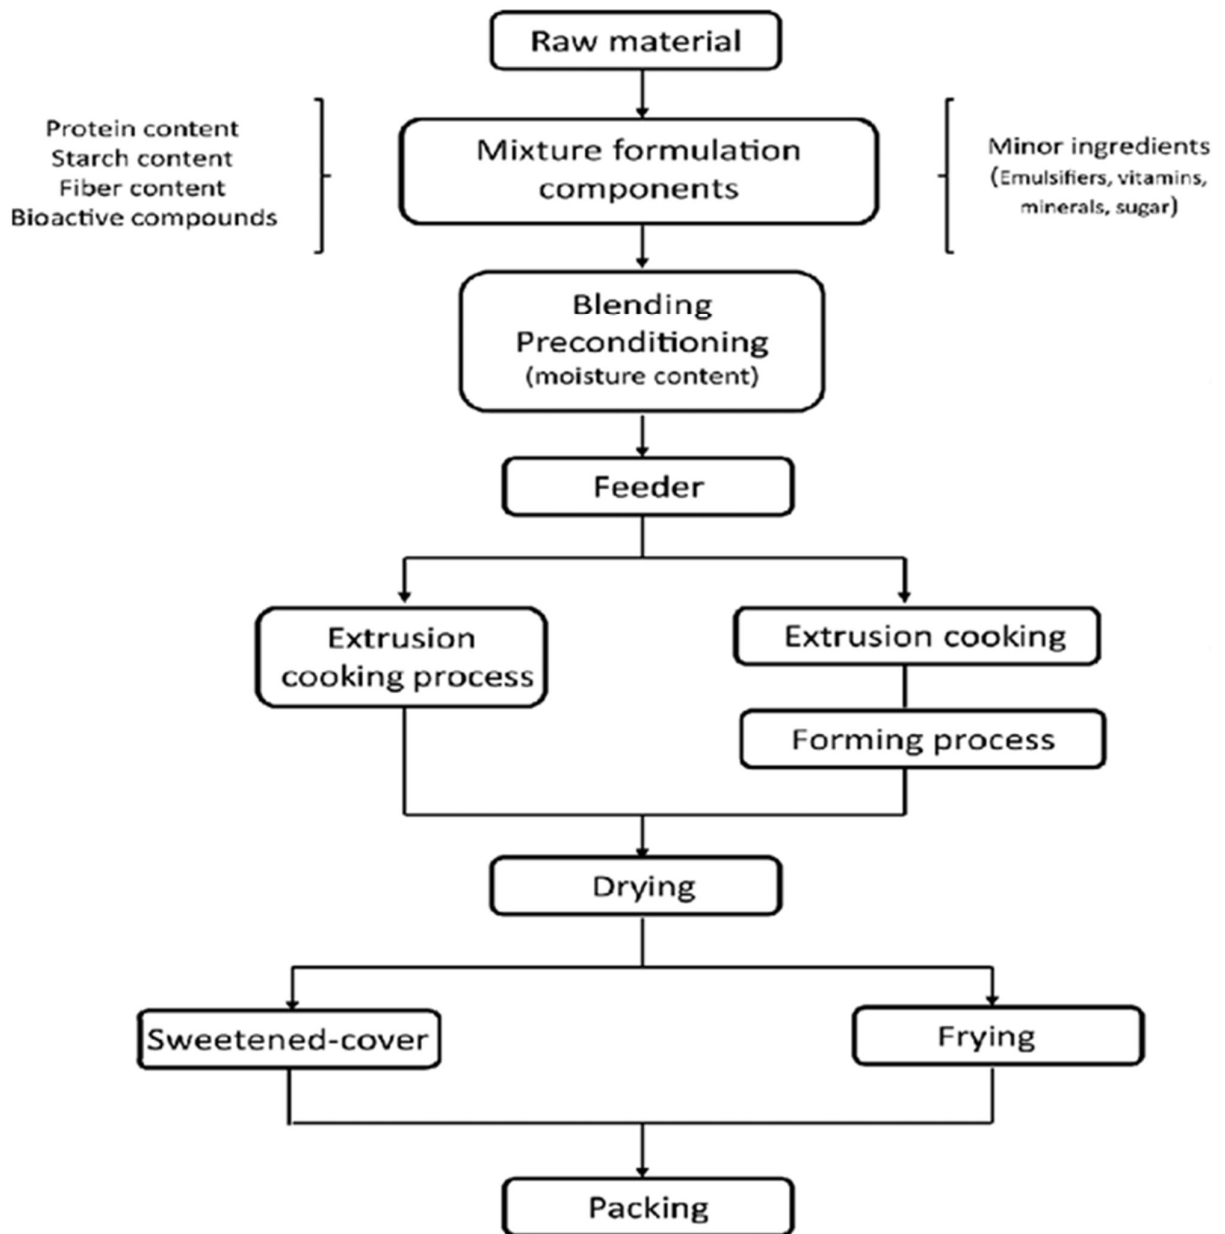 Raw material
Protein content
Starch content
Fiber content
Bioactive compounds
Mixture formulation
components
Minor ingredients
(Emulsifiers, vitamins,
minerals, sugar)
Blending
Preconditioning
(moisture content)
Feeder
Extrusion
cooking process
Extrusion cooking
Forming process
Drying
Sweetened-cover
Frying
Packing